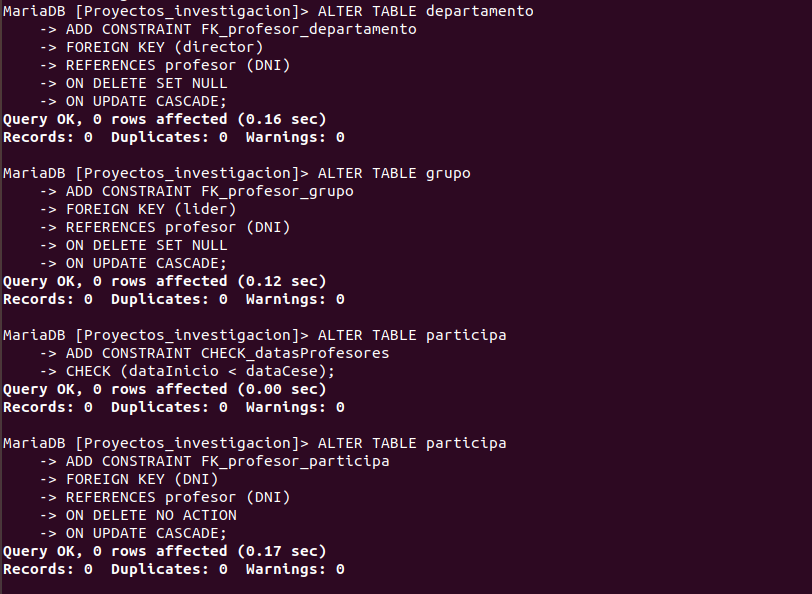 MariaDB [Proyectos_investigacion]> ALTER TABLE departamento
    -> ADD CONSTRAINT FK_profesor_departamento
    -> FOREIGN KEY (director)
    -> REFERENCES profesor (DNI)
    -> ON DELETE SET NULL
    -> ON UPDATE CASCADE;
Query OK, 0 rows affected (0.16 sec)
Records: 0  Duplicates: 0  Warnings: 0

MariaDB [Proyectos_investigacion]> ALTER TABLE grupo
    -> ADD CONSTRAINT FK_profesor_grupo
    -> FOREIGN KEY (lider)
    -> REFERENCES profesor (DNI)
    -> ON DELETE SET NULL
    -> ON UPDATE CASCADE;
Query OK, 0 rows affected (0.12 sec)
Records: 0  Duplicates: 0  Warnings: 0

MariaDB [Proyectos_investigacion]> ALTER TABLE participa
    -> ADD CONSTRAINT CHECK_datasProfesores
    -> CHECK (dataInicio < dataCese);
Query OK, 0 rows affected (0.00 sec)
Records: 0  Duplicates: 0  Warnings: 0

MariaDB [Proyectos_investigacion]> ALTER TABLE participa
    -> ADD CONSTRAINT FK_profesor_participa
    -> FOREIGN KEY (DNI)
    -> REFERENCES profesor (DNI)
    -> ON DELETE NO ACTION
    -> ON UPDATE CASCADE;
Query OK, 0 rows affected (0.17 sec)
Records: 0  Duplicates: 0  Warnings: 0